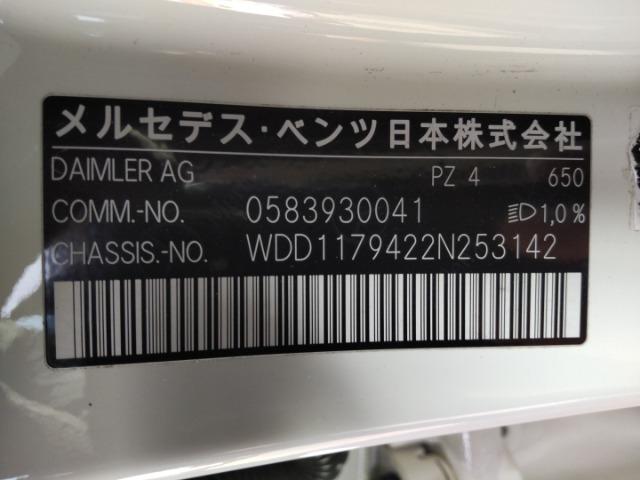 メルセデス・ベンツ日本株式会社
DAIMLER AG PZ 4 650
COMM.-NO. 0583930041 1,0%
CHASSIS.-NO. WDD1179422N253142